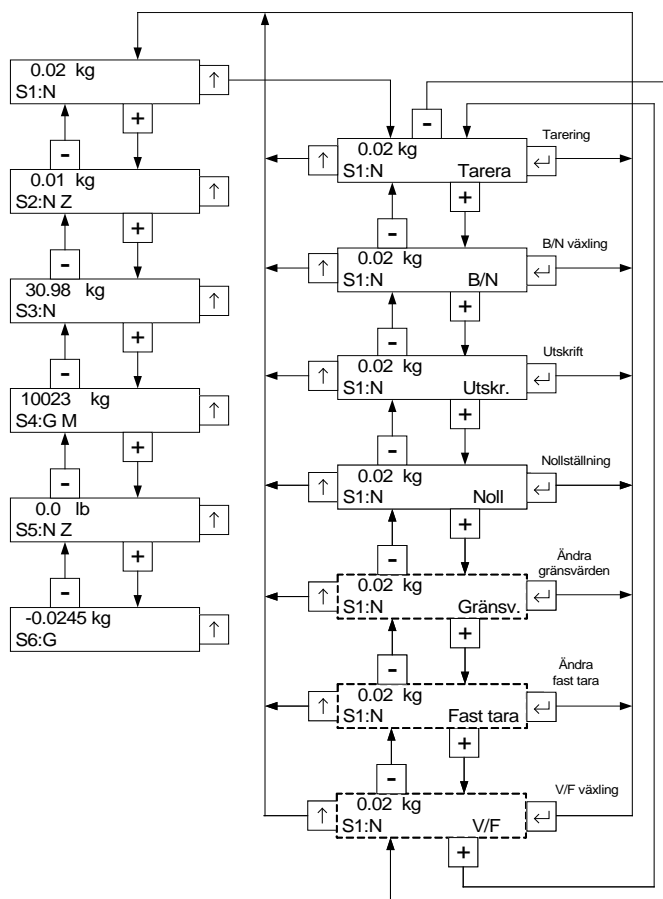 0.02 kg
S1:N
↑
+
-
0.01 kg
S2:N Z
↑
+
-
30.98 kg
S3:N
↑
+
-
10023 kg
S4:G M
↑
+
-
0.0 lb
S5:N Z
↑
+
-
-0.0245 kg
S6:G
↑
-
Tarering
0.02 kg
S1:N Tarera
↑
↵
+
-
B/N växling
0.02 kg
S1:N B/N
↑
↵
+
-
Utskrift
0.02 kg
S1:N Utskr.
↑
↵
+
-
Nollställning
0.02 kg
S1:N Noll
↑
↵
+
-
Ändra
gränsvärden
0.02 kg
S1:N Gränsv.
↑
↵
+
-
Ändra
fast tara
0.02 kg
S1:N Fast tara
↑
↵
+
-
V/F växling
0.02 kg
S1:N V/F
↑
↵
+